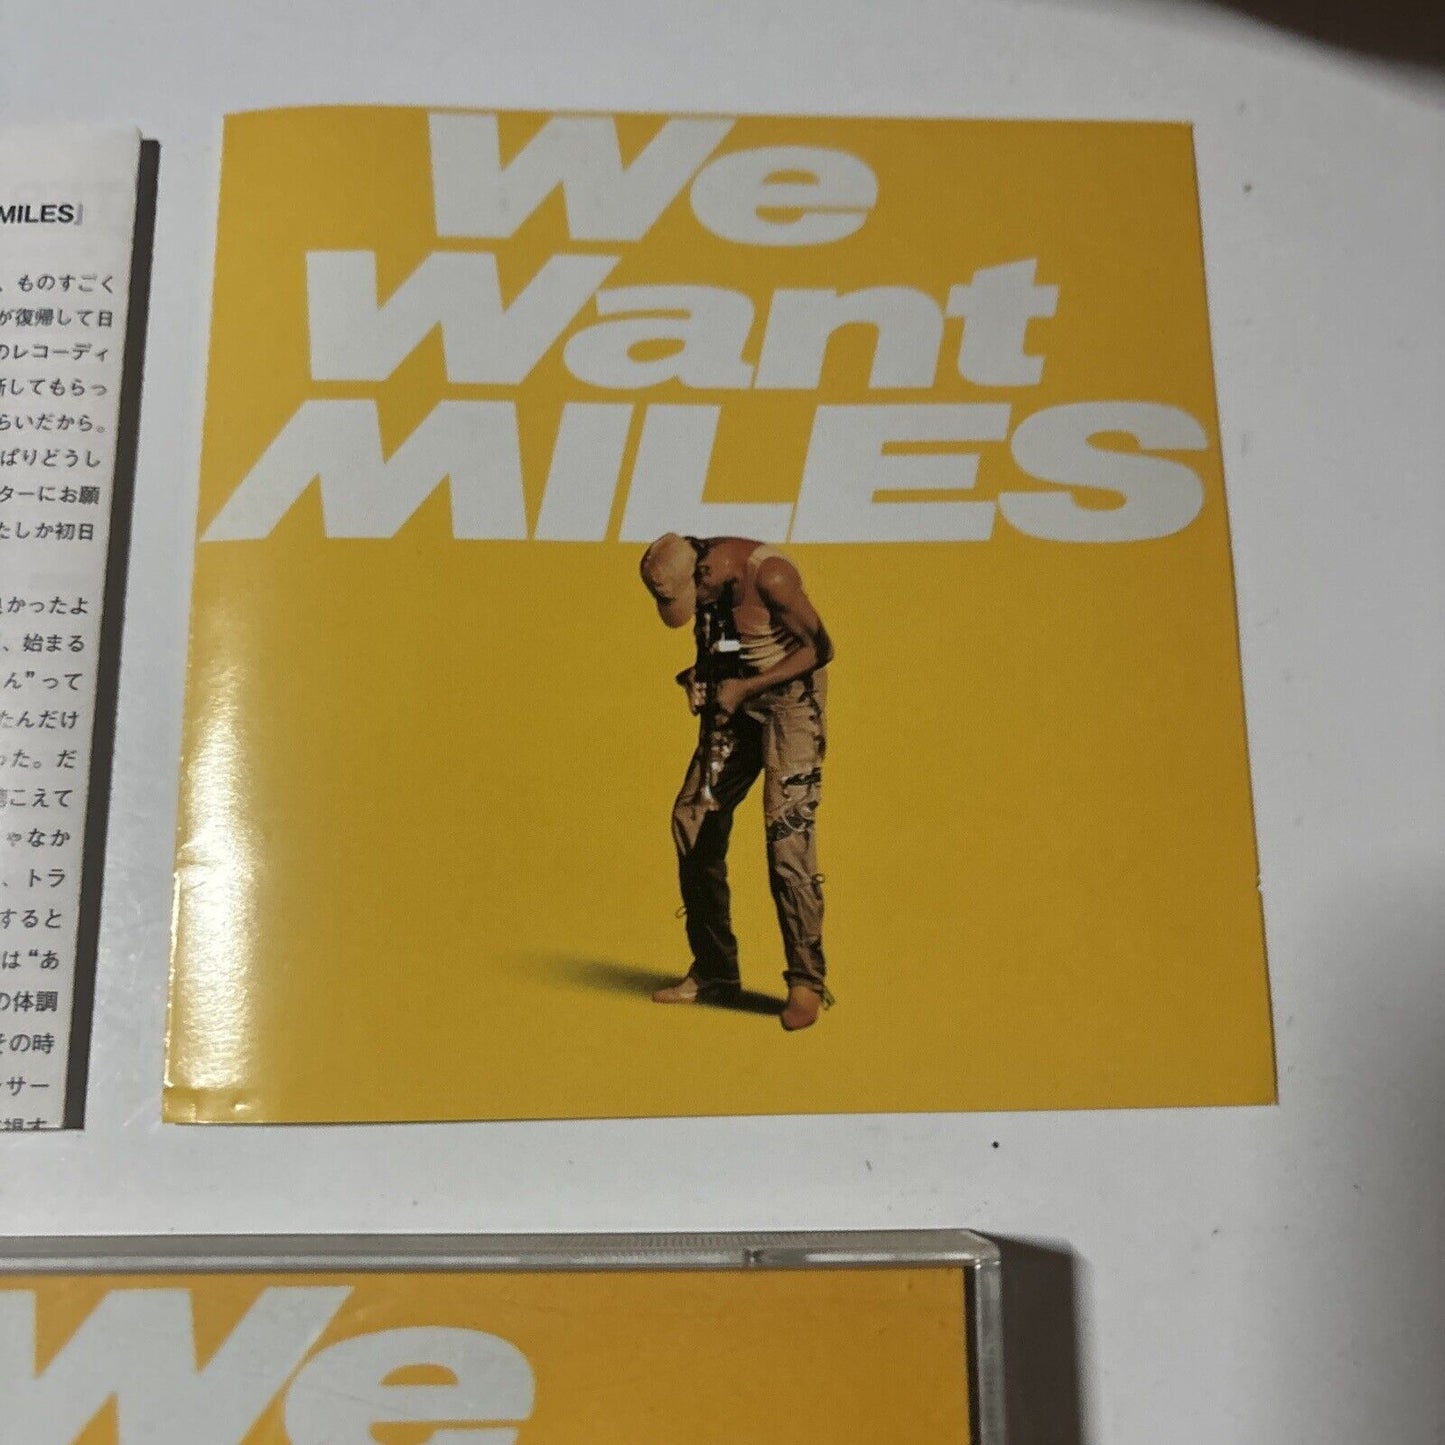 MILES』
、ものすごく
が復帰して日
のレコーディ
してもらっ
らいだから。
ぱりどうし
ターにお願
たしか初日
かったよ
、始まる
ん”って
たんだけ
った。だ
こえて
ゃなか
、トラ
すると
は“あ
の体調
その時
サー
We
Want
MILES
We